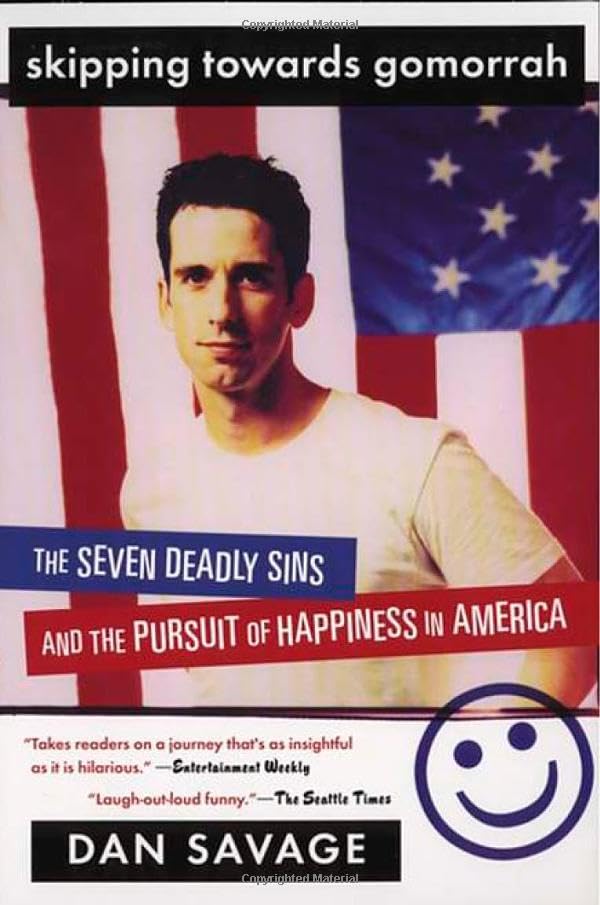 Copyrighted Material
skipping towards gomorrah
THE SEVEN DEADLY SINS
AND THE PURSUIT OF HAPPINESS IN AMERICA
“Takes readers on a journey that's as insightful
as it is hilarious.” —Entertainment Weekly
“Laugh-out-loud funny.”—The Seattle Times
DAN SAVAGE
Copyrighted Material